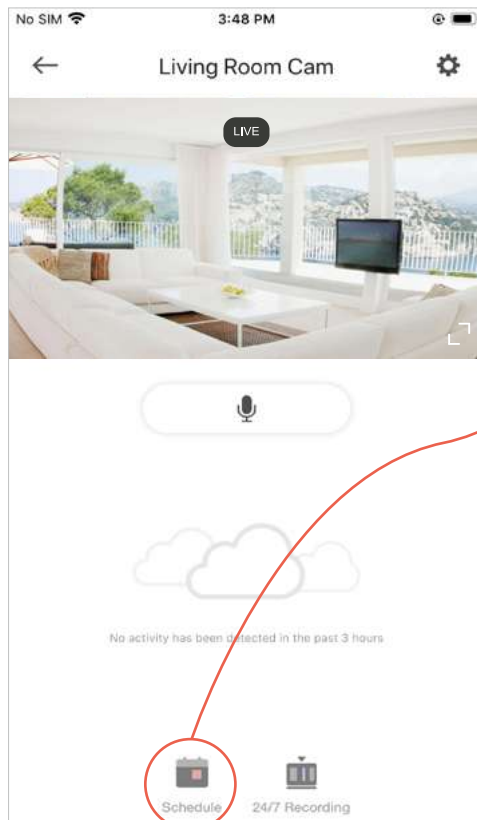 No SIM 3:48 PM
Living Room Cam
LIVE
No activity has been detected in the past 3 hours
Schedule 24/7 Recording